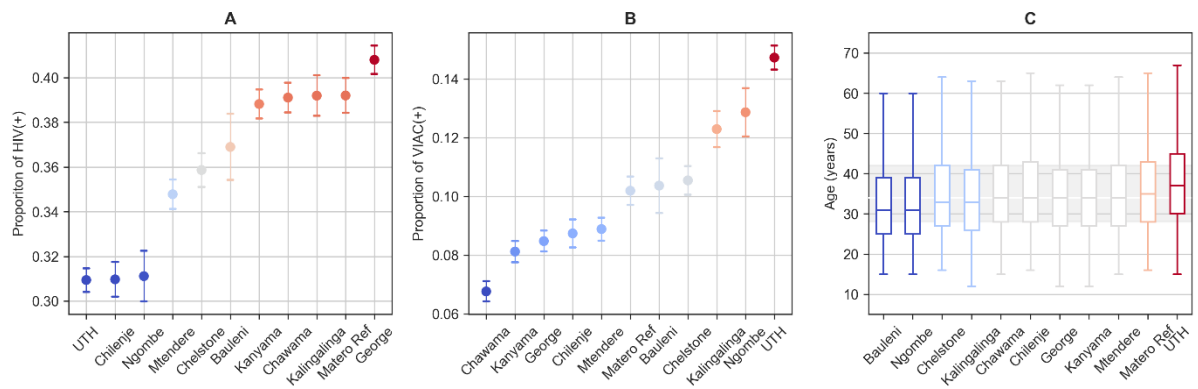 A
Proporiton of HIV(+)
0.40
0.38
0.36
0.34
0.32
0.30
UTH
Chilenje
Ngombe
Mtendere
Chelstone
Bauleni
Kanyama
Chawama
Kalingalinga
Matero Ref
George
B
Proportion of VIAC(+)
0.14
0.12
0.10
0.08
0.06
Chawama
Kanyama
George
Chilenje
Mtendere
Matero Ref
Bauleni
Chelstone
Kalingalinga
Ngombe
UTH
C
Age (years)
70
60
50
40
30
20
10
Bauleni
Ngombe
Chelstone
Kalingalinga
Chawama
Chilenje
George
Kanyama
Mtendere
Matero Ref
UTH